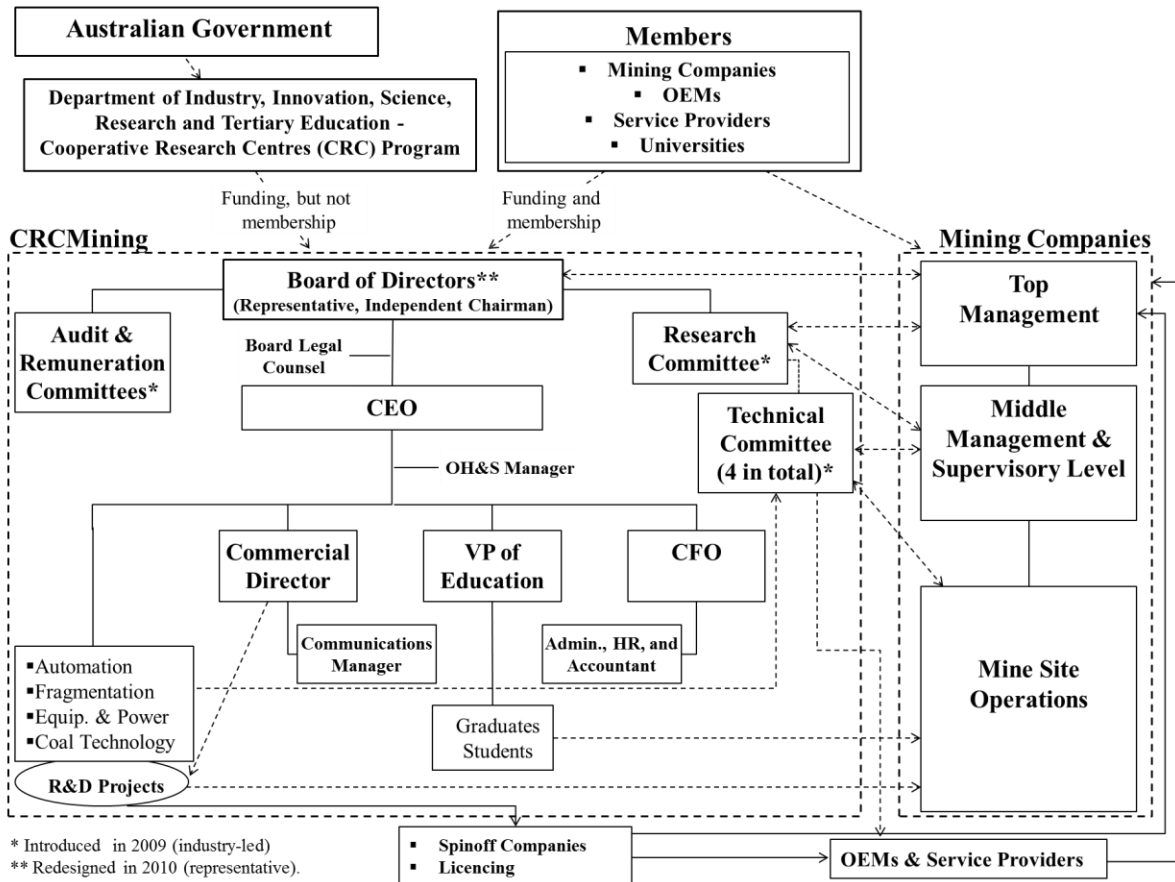 Australian Government
Department of Industry, Innovation, Science,
Research and Tertiary Education -
Cooperative Research Centres (CRC) Program
Members
▪ Mining Companies
▪ OEMs
▪ Service Providers
▪ Universities
Funding, but not
membership
Funding and
membership
CRCMining
Mining Companies
Board of Directors**
(Representative, Independent Chairman)
Top
Management
Audit &
Remuneration
Committees*
Board Legal
Counsel
Research
Committee*
CEO
Technical
Committee
(4 in total)*
Middle
Management &
Supervisory Level
OH&S Manager
Commercial
Director
VP of
Education
CFO
Communications
Manager
Admin., HR, and
Accountant
▪Automation
▪Fragmentation
▪Equip. & Power
▪Coal Technology
Graduates
Students
Mine Site
Operations
R&D Projects
* Introduced in 2009 (industry-led)
** Redesigned in 2010 (representative).
▪ Spinoff Companies
▪ Licencing
OEMs & Service Providers